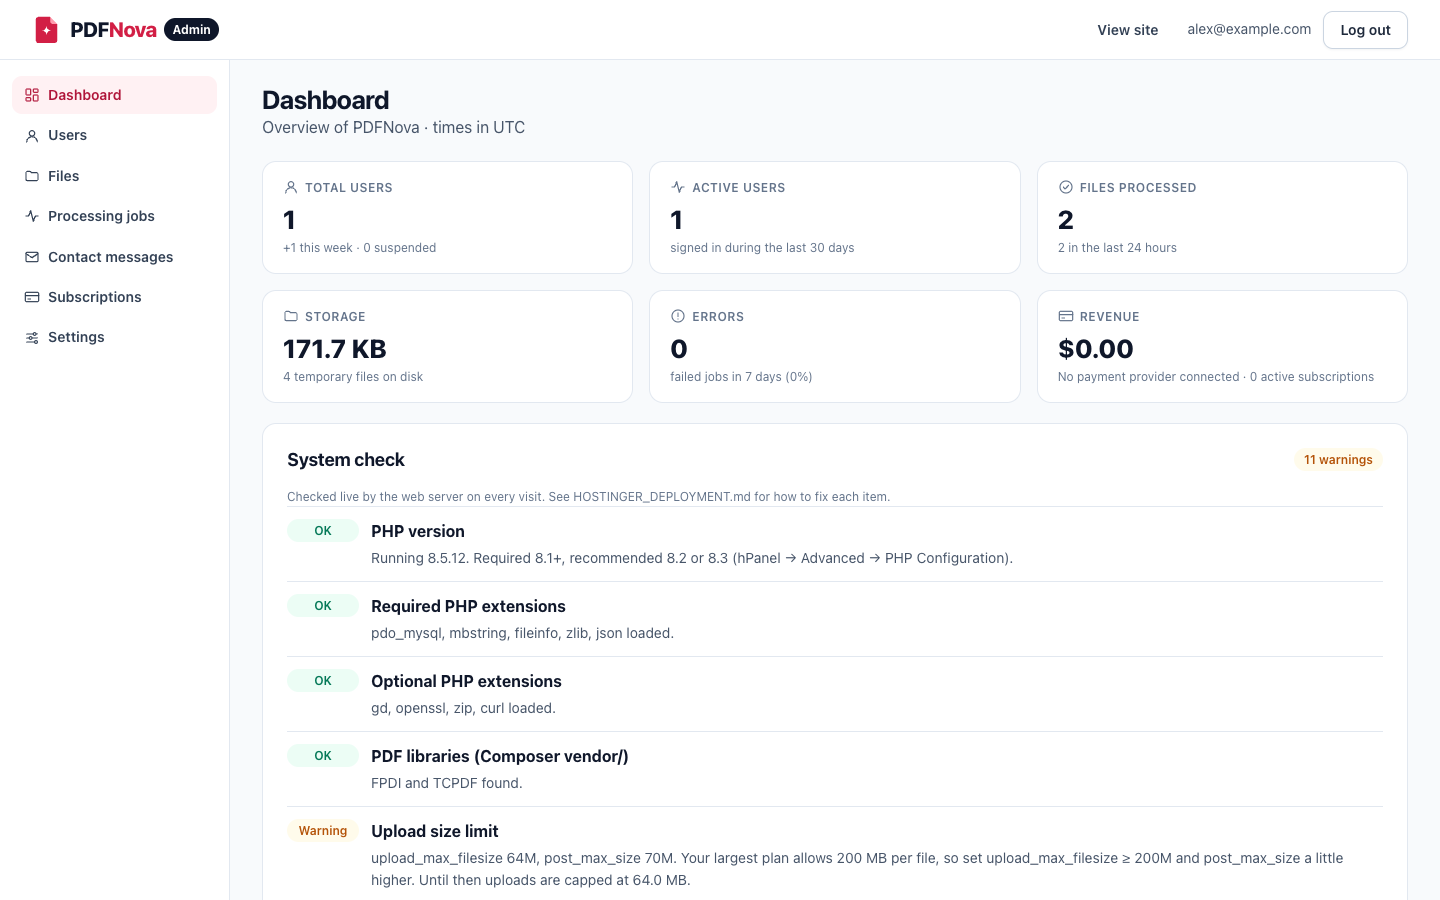 PDFNova Admin
View site
alex@example.com
Log out
Dashboard
Users
Files
Processing jobs
Contact messages
Subscriptions
Settings
Dashboard
Overview of PDFNova · times in UTC
TOTAL USERS
1
+1 this week · 0 suspended
ACTIVE USERS
1
signed in during the last 30 days
FILES PROCESSED
2
2 in the last 24 hours
STORAGE
171.7 KB
4 temporary files on disk
ERRORS
0
failed jobs in 7 days (0%)
REVENUE
$0.00
No payment provider connected · 0 active subscriptions
System check
11 warnings
Checked live by the web server on every visit. See HOSTINGER_DEPLOYMENT.md for how to fix each item.
OK
PHP version
Running 8.5.12. Required 8.1+, recommended 8.2 or 8.3 (hPanel → Advanced → PHP Configuration).
OK
Required PHP extensions
pdo_mysql, mbstring, fileinfo, zlib, json loaded.
OK
Optional PHP extensions
gd, openssl, zip, curl loaded.
OK
PDF libraries (Composer vendor/)
FPDI and TCPDF found.
Warning
Upload size limit
upload_max_filesize 64M, post_max_size 70M. Your largest plan allows 200 MB per file, so set upload_max_filesize ≥ 200M and post_max_size a little
higher. Until then uploads are capped at 64.0 MB.